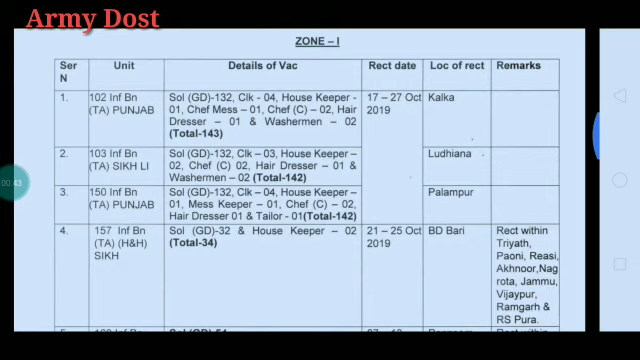 Army Dost
ZONE – I
Ser N Unit Details of Vac Rect date Loc of rect Remarks
1. 102 Inf Bn (TA) PUNJAB Sol (GD)-132, Clk - 04, House Keeper - 01, Chef Mess – 01, Chef (C) – 02, Hair Dresser – 01 & Washermen – 02 (Total-143) 17 – 27 Oct 2019 Kalka
2. 103 Inf Bn (TA) SIKH LI Sol (GD)-132, Clk – 03, House Keeper – 02, Chef (C) 02, Hair Dresser – 01 & Washermen – 02 (Total-142) Ludhiana
3. 150 Inf Bn (TA) PUNJAB Sol (GD)-132, Clk – 04, House Keeper – 01, Mess Keeper – 01, Chef (C) – 02, Hair Dresser 01 & Tailor - 01(Total-142) Palampur
4. 157 Inf Bn (TA) (H&H) SIKH Sol (GD)-32 & House Keeper – 02 (Total-34) 21 – 25 Oct 2019 BD Bari Rect within Triyath, Paoni, Reasi, Akhnoor,Nag rota, Jammu, Vijaypur, Ramgarh & RS Pura.
00:43